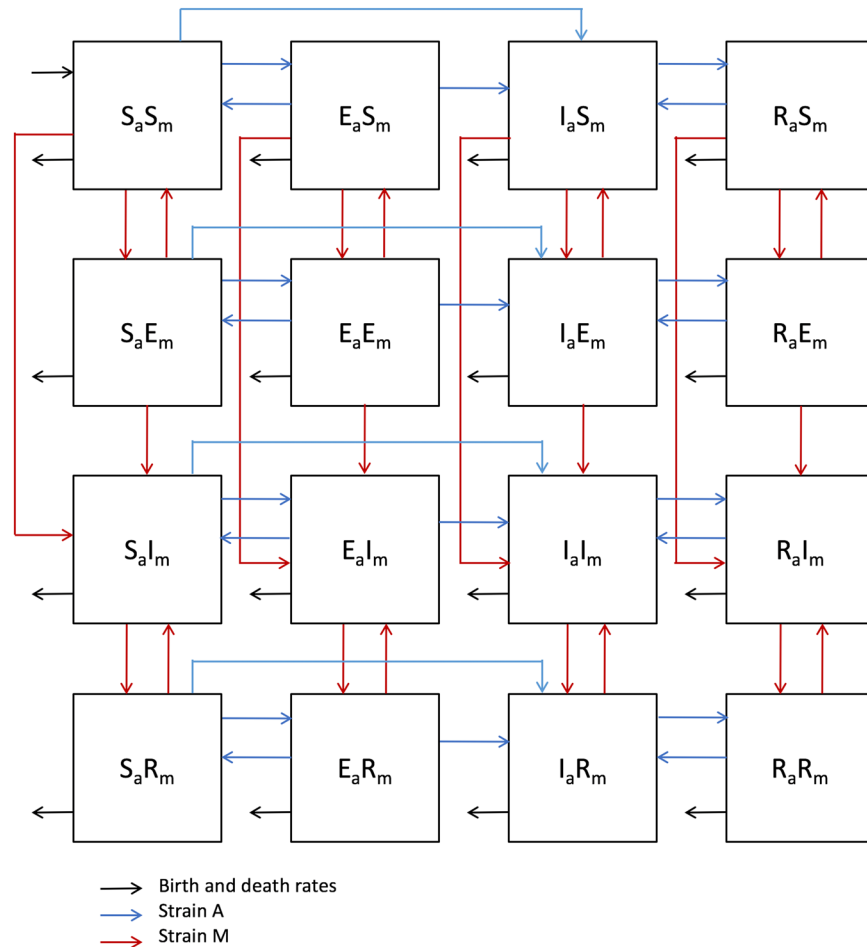 SₐSₘ EₐSₘ IₐSₘ RₐSₘ
SₐEₘ EₐEₘ IₐEₘ RₐEₘ
SₐIₘ EₐIₘ IₐIₘ RₐIₘ
SₐRₘ EₐRₘ IₐRₘ RₐRₘ
Birth and death rates
Strain A
Strain M